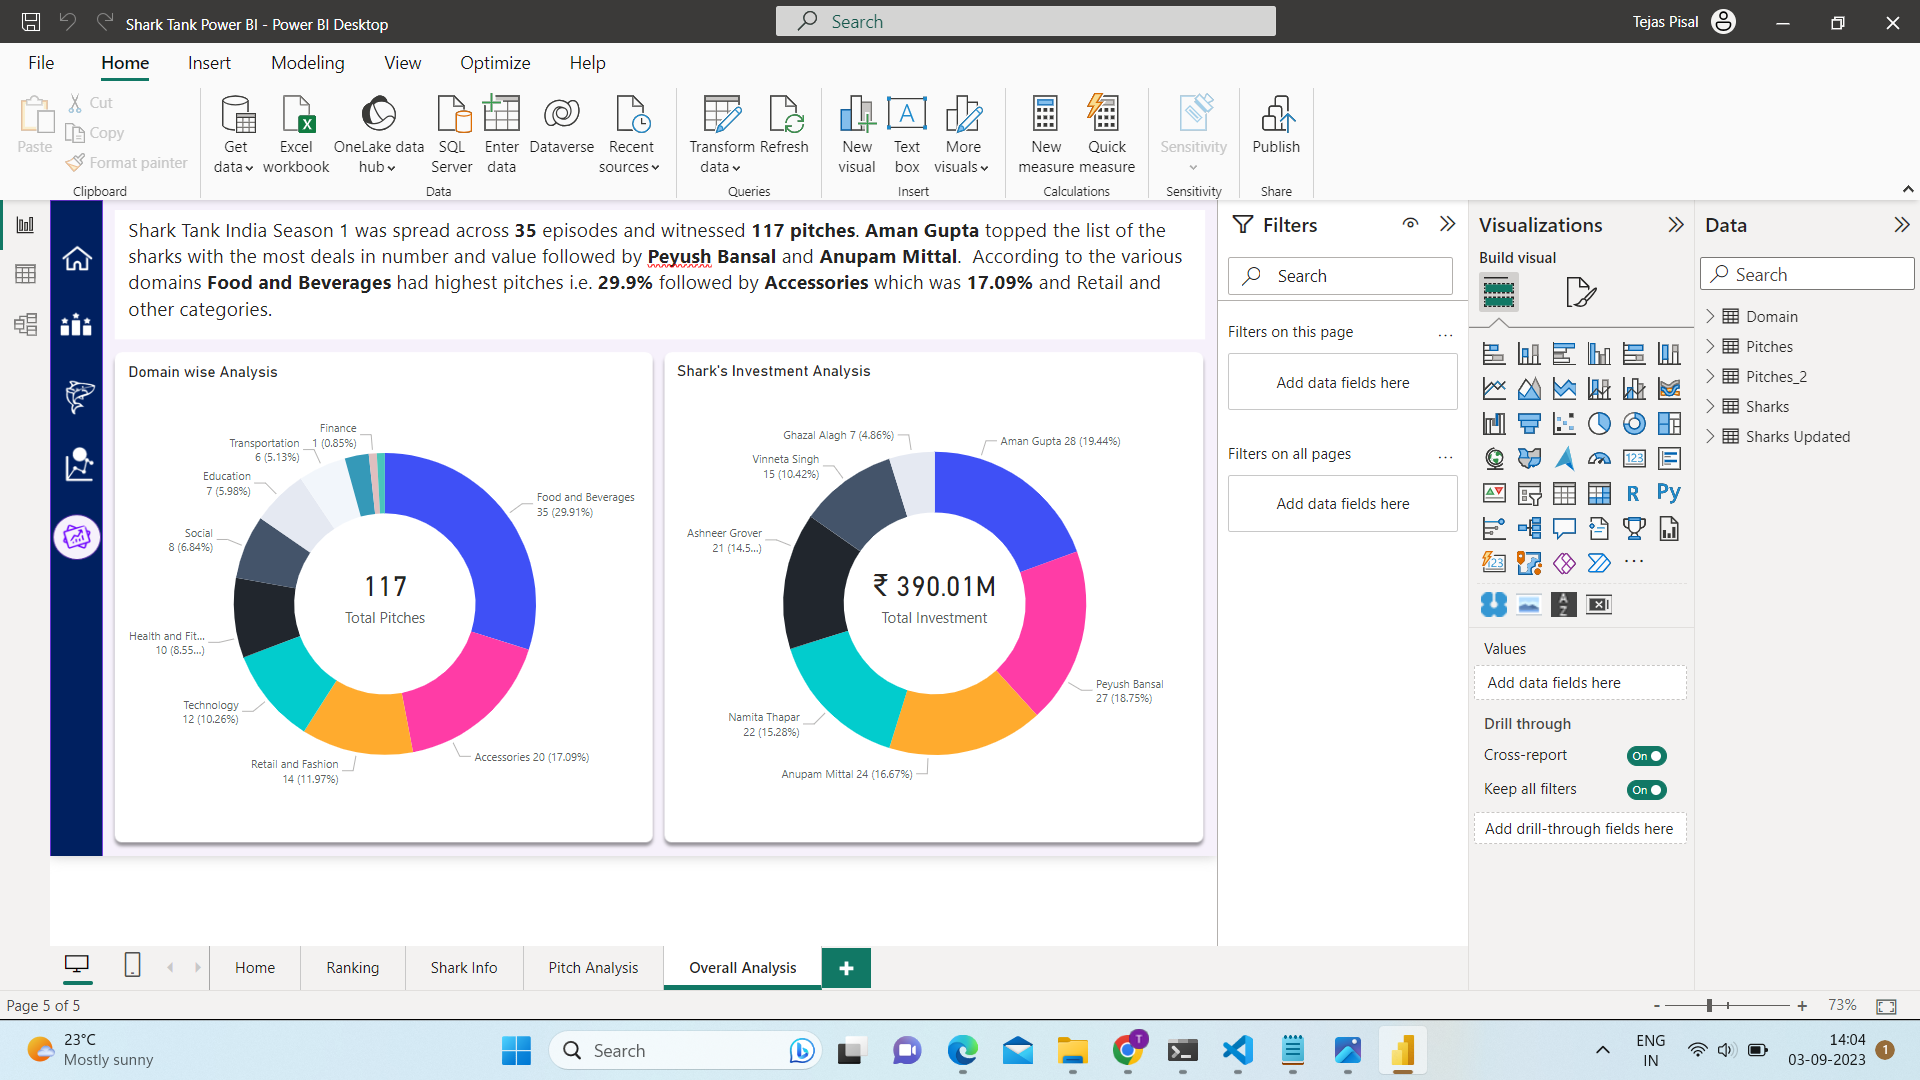 Shark Tank Power BI - Power BI Desktop
Search
Tejas Pisal
File Home Insert Modeling View Optimize Help
Paste
Cut
Copy
Format painter
Clipboard
Get data
Excel workbook
OneLake data hub
SQL Server
Enter data
Dataverse
Recent sources
Data
Transform data
Refresh
Queries
New visual
Text box
More visuals
Insert
New measure
Quick measure
Calculations
Sensitivity
Sensitivity
Publish
Share
Shark Tank India Season 1 was spread across 35 episodes and witnessed 117 pitches. Aman Gupta topped the list of the
sharks with the most deals in number and value followed by Peyush Bansal and Anupam Mittal. According to the various
domains Food and Beverages had highest pitches i.e. 29.9% followed by Accessories which was 17.09% and Retail and
other categories.
Domain wise Analysis
Finance
1 (0.85%)
Transportation
6 (5.13%)
Education
7 (5.98%)
Social
8 (6.84%)
Health and Fit...
10 (8.55...)
Technology
12 (10.26%)
Retail and Fashion
14 (11.97%)
Accessories 20 (17.09%)
Food and Beverages
35 (29.91%)
117
Total Pitches
Shark's Investment Analysis
Ghazal Alagh 7 (4.86%)
Vinneta Singh
15 (10.42%)
Ashneer Grover
21 (14.5...)
Namita Thapar
22 (15.28%)
Anupam Mittal 24 (16.67%)
Peyush Bansal
27 (18.75%)
Aman Gupta 28 (19.44%)
₹ 390.01M
Total Investment
Filters
Search
Filters on this page
...
Add data fields here
Filters on all pages
...
Add data fields here
Visualizations
Build visual
123
R
Py
123
...
A
Z
Values
Add data fields here
Drill through
Cross-report
On
Keep all filters
On
Add drill-through fields here
Data
Search
Domain
Pitches
Pitches_2
Sharks
Sharks Updated
Home Ranking Shark Info Pitch Analysis Overall Analysis +
Page 5 of 5
- + 73%
23°C
Mostly sunny
Search
T
ENG
IN
14:04
03-09-2023
1